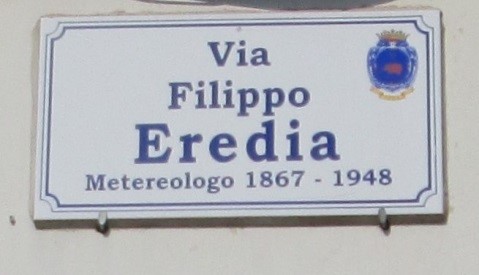 Via
Filippo
Eredia
Metereologo 1867 - 1948